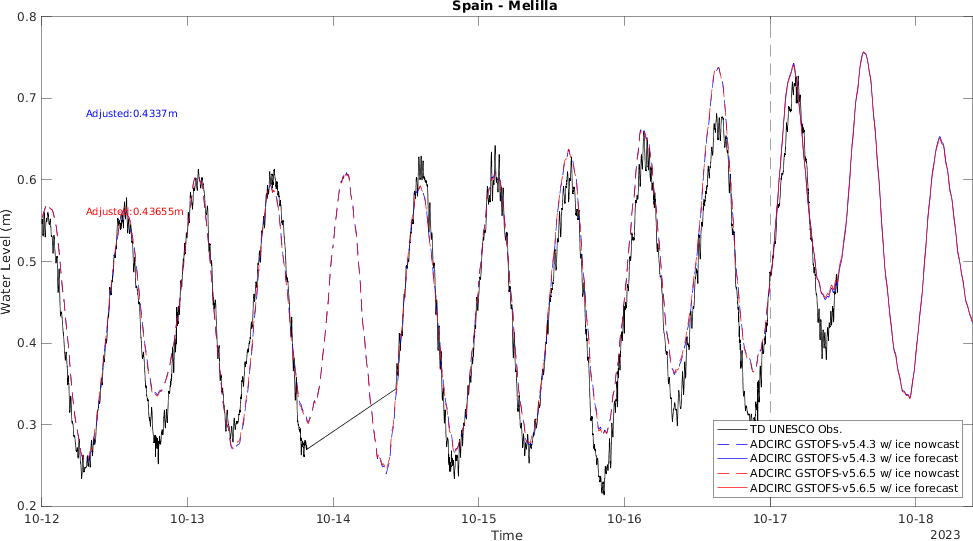 Spain - Melilla
0.8
0.7
0.6
0.5
0.4
0.3
0.2
Water Level (m)
Adjusted:0.4337m
Adjusted:0.43655m
TD UNESCO Obs.
ADCIRC GSTOFS-v5.4.3 w/ ice nowcast
ADCIRC GSTOFS-v5.4.3 w/ ice forecast
ADCIRC GSTOFS-v5.6.5 w/ ice nowcast
ADCIRC GSTOFS-v5.6.5 w/ ice forecast
10-12 10-13 10-14 10-15 10-16 10-17 10-18
Time
2023